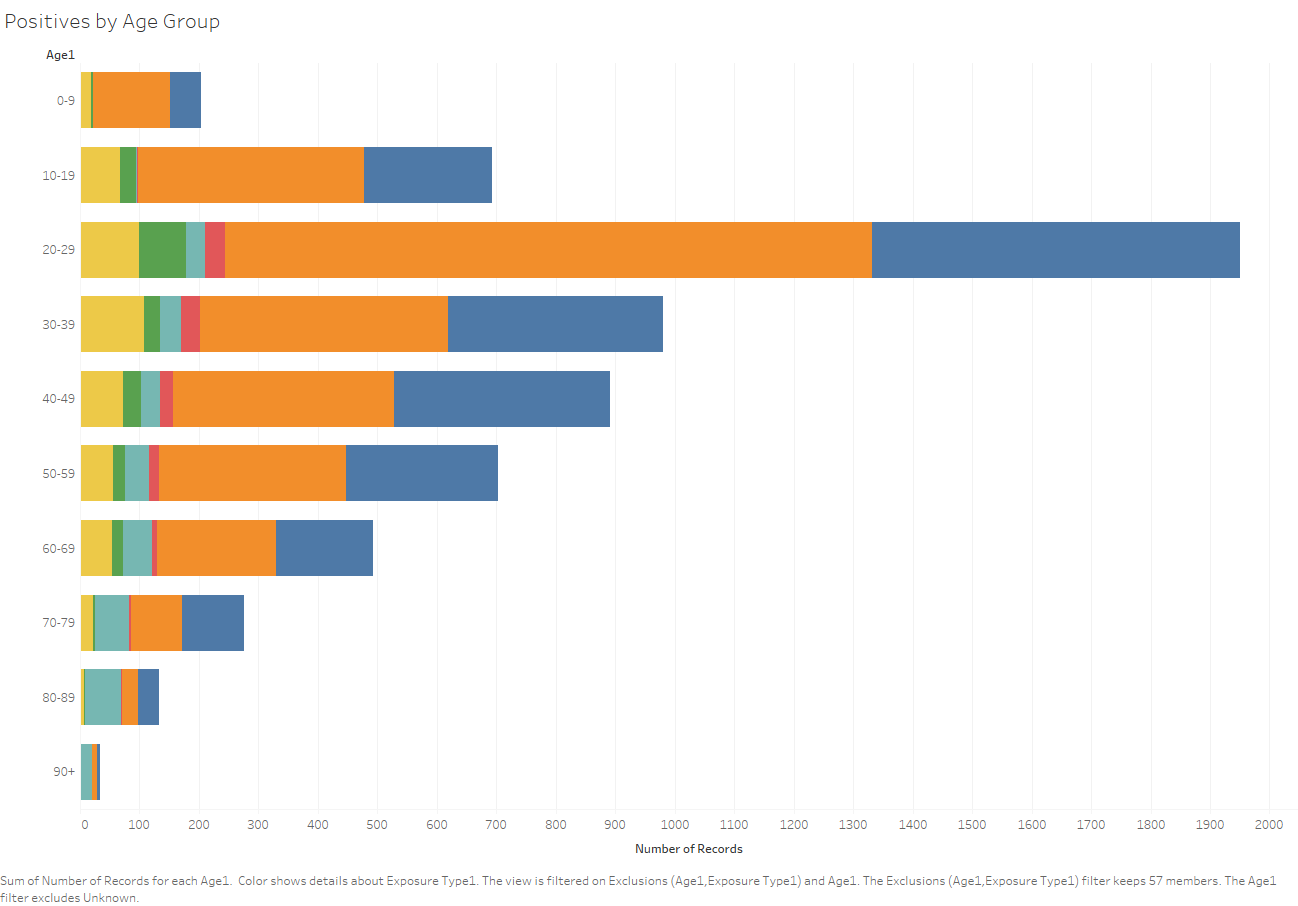 Positives by Age Group
Age1
0-9
10-19
20-29
30-39
40-49
50-59
60-69
70-79
80-89
90+
0 100 200 300 400 500 600 700 800 900 1000 1100 1200 1300 1400 1500 1600 1700 1800 1900 2000
Number of Records
Sum of Number of Records for each Age1.  Color shows details about Exposure Type1. The view is filtered on Exclusions (Age1,Exposure Type1) and Age1. The Exclusions (Age1,Exposure Type1) filter keeps 57 members. The Age1
filter excludes Unknown.